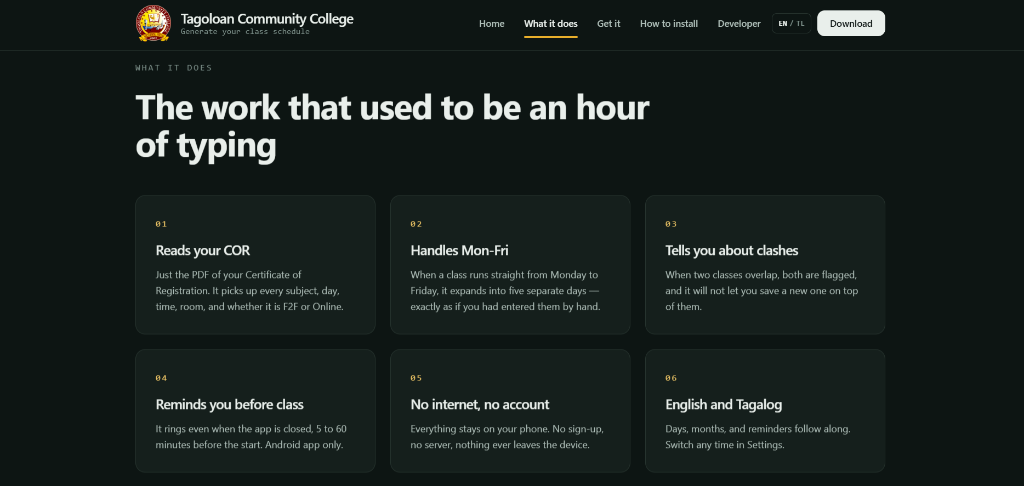 Tagoloan Community College
Generate your class schedule
Home
What it does
Get it
How to install
Developer
EN / TL
Download
WHAT IT DOES
The work that used to be an hour
of typing
01
Reads your COR
Just the PDF of your Certificate of
Registration. It picks up every subject, day,
time, room, and whether it is F2F or Online.
02
Handles Mon-Fri
When a class runs straight from Monday to
Friday, it expands into five separate days —
exactly as if you had entered them by hand.
03
Tells you about clashes
When two classes overlap, both are flagged,
and it will not let you save a new one on top
of them.
04
Reminds you before class
It rings even when the app is closed, 5 to 60
minutes before the start. Android app only.
05
No internet, no account
Everything stays on your phone. No sign-up,
no server, nothing ever leaves the device.
06
English and Tagalog
Days, months, and reminders follow along.
Switch any time in Settings.